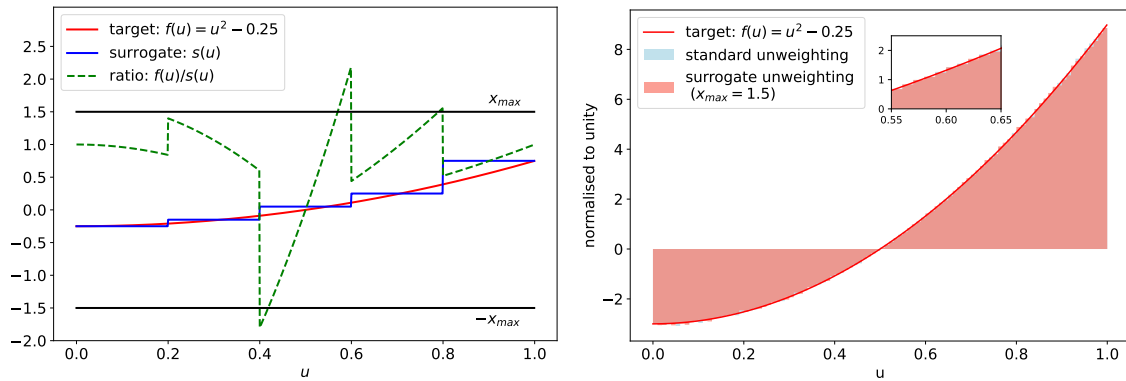 target: f(u) = u² − 0.25
surrogate: s(u)
ratio: f(u)/s(u)
x_max
−x_max
2.5
2.0
1.5
1.0
0.5
0.0
−0.5
−1.0
−1.5
−2.0
0.0 0.2 0.4 0.6 0.8 1.0
u
target: f(u) = u² − 0.25
standard unweighting
surrogate unweighting
(x_max = 1.5)
normalised to unity
8
6
4
2
0
−2
2
1
0
0.55 0.60 0.65
0.0 0.2 0.4 0.6 0.8 1.0
u